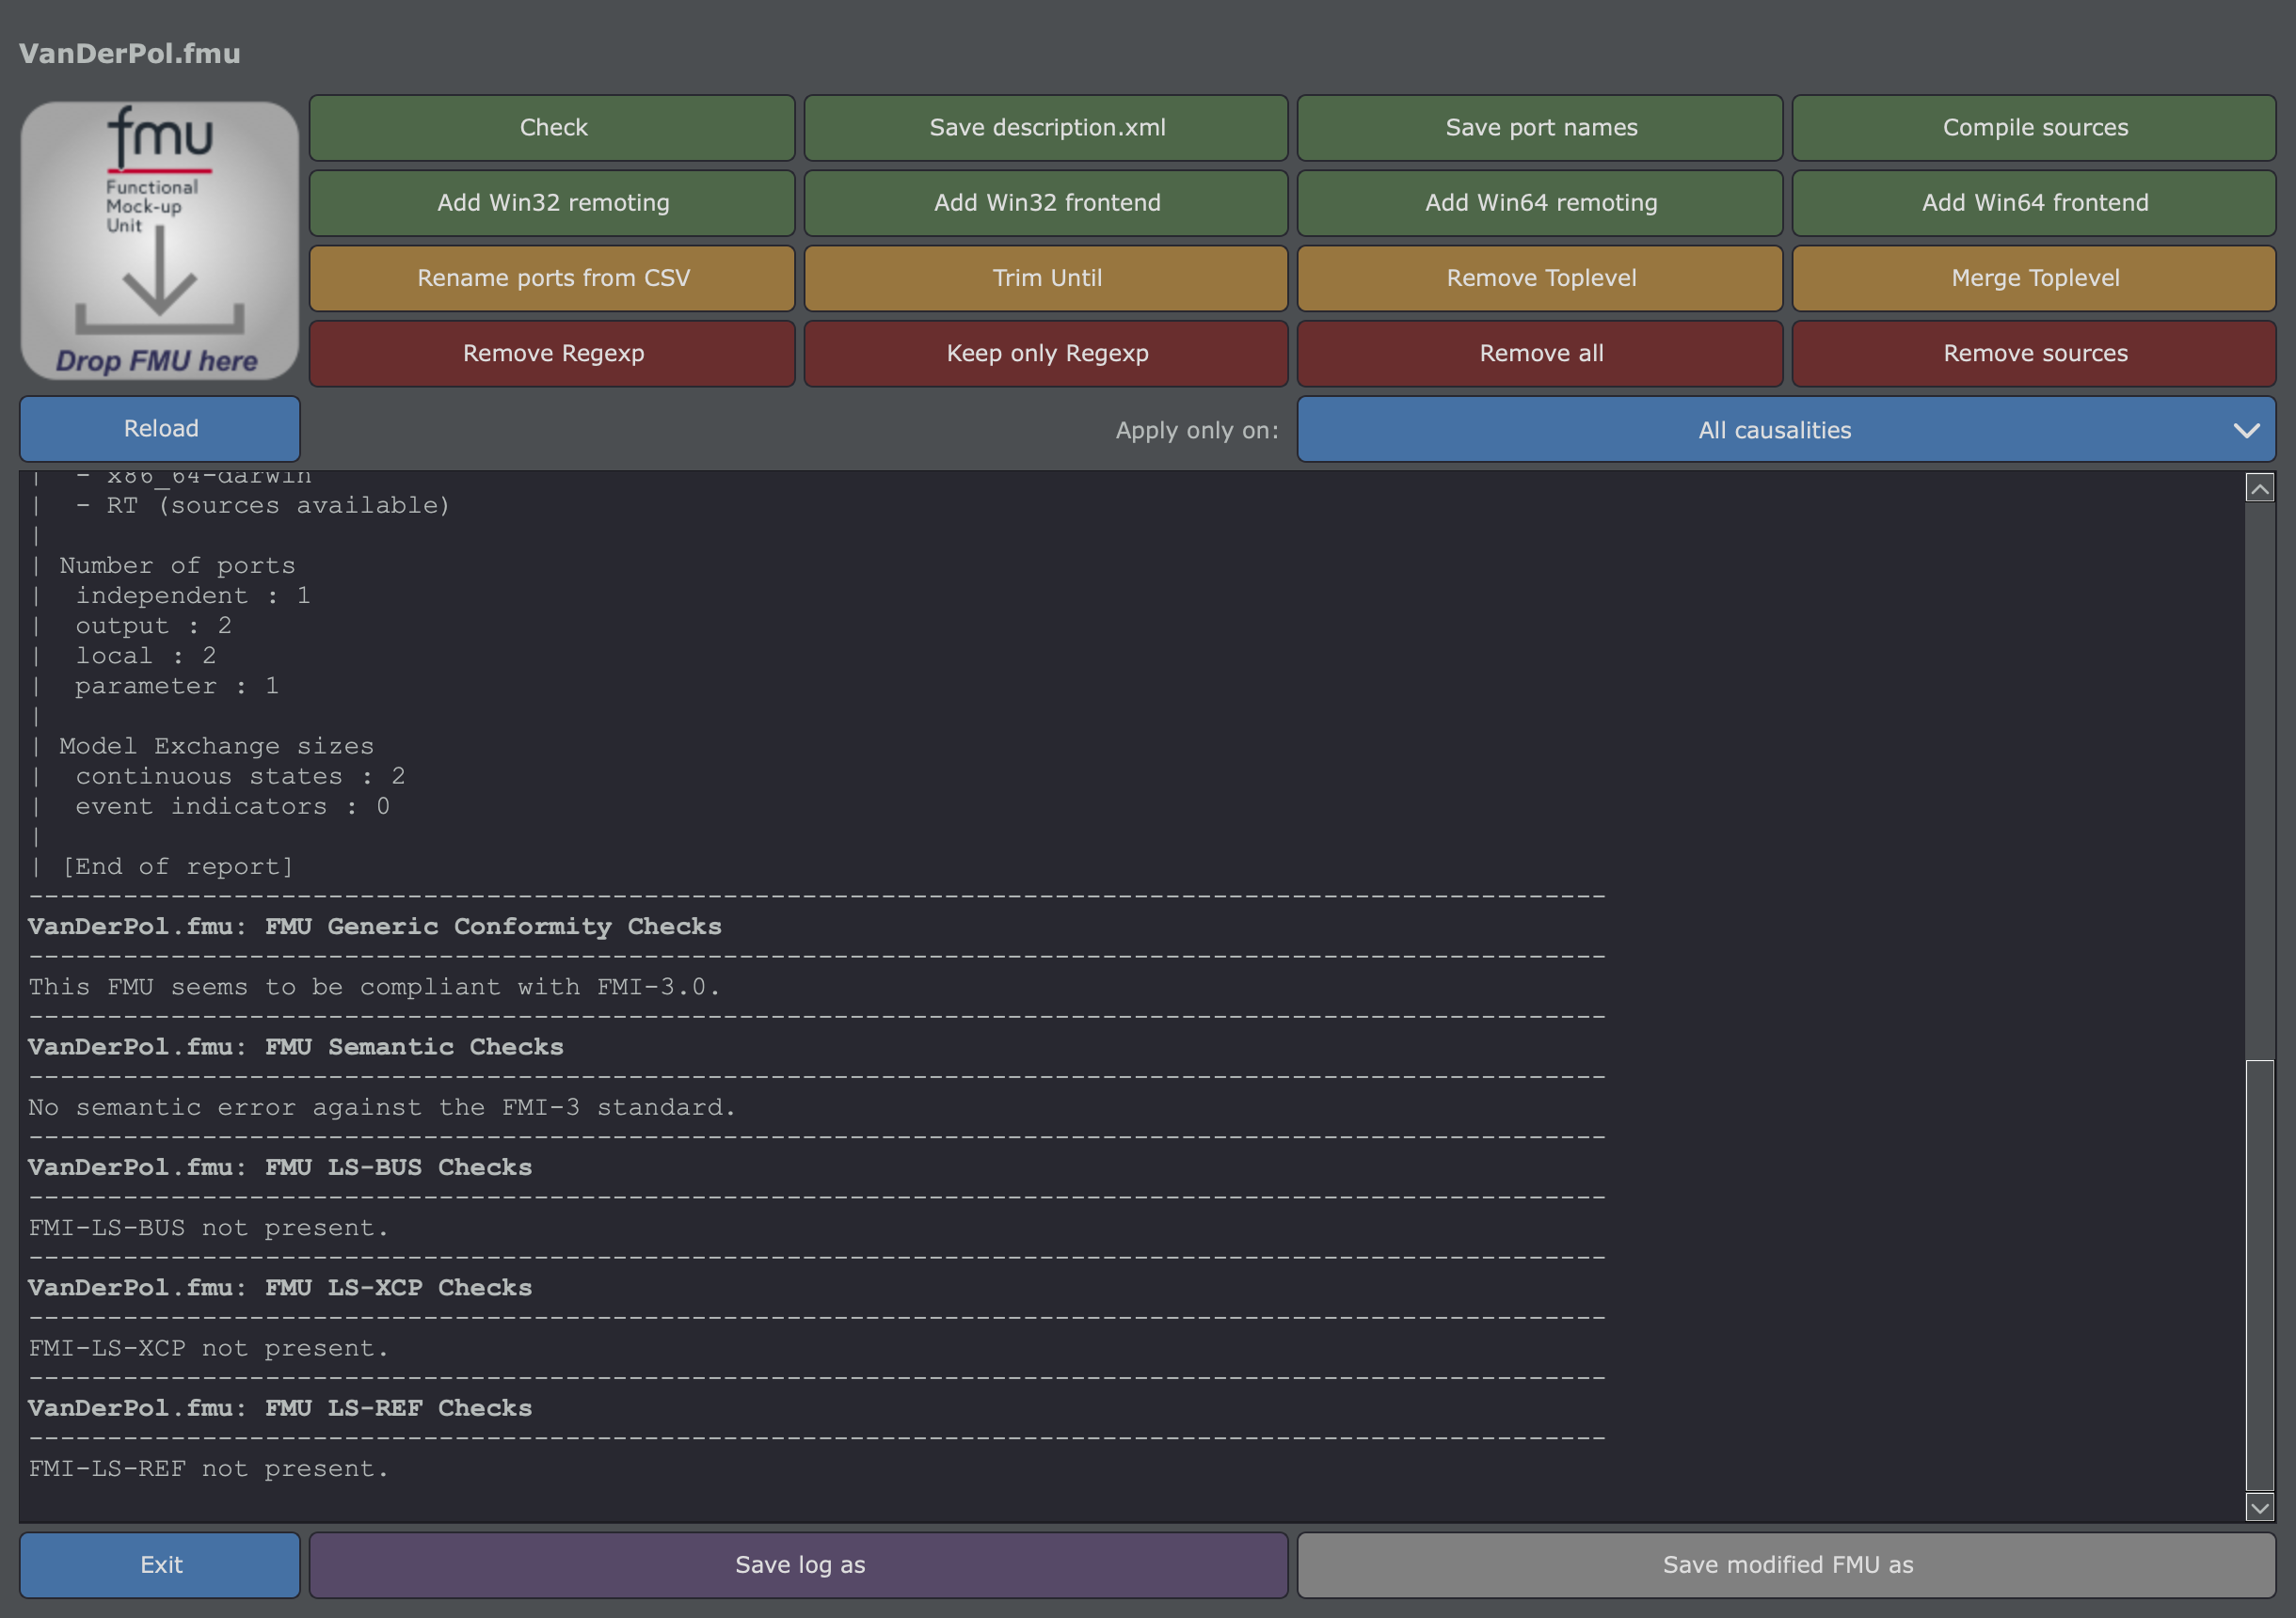 VanDerPol.fmu
fmu
Functional
Mock-up
Unit
Drop FMU here
Check
Save description.xml
Save port names
Compile sources
Add Win32 remoting
Add Win32 frontend
Add Win64 remoting
Add Win64 frontend
Rename ports from CSV
Trim Until
Remove Toplevel
Merge Toplevel
Remove Regexp
Keep only Regexp
Remove all
Remove sources
Reload
Apply only on:
All causalities
|  - x86_64-darwin
|  - RT (sources available)
|
| Number of ports
|  independent : 1
|  output : 2
|  local : 2
|  parameter : 1
|
| Model Exchange sizes
|  continuous states : 2
|  event indicators : 0
|
| [End of report]
----------------------------------------------------------------------------------------------------
VanDerPol.fmu: FMU Generic Conformity Checks
----------------------------------------------------------------------------------------------------
This FMU seems to be compliant with FMI-3.0.
----------------------------------------------------------------------------------------------------
VanDerPol.fmu: FMU Semantic Checks
----------------------------------------------------------------------------------------------------
No semantic error against the FMI-3 standard.
----------------------------------------------------------------------------------------------------
VanDerPol.fmu: FMU LS-BUS Checks
----------------------------------------------------------------------------------------------------
FMI-LS-BUS not present.
----------------------------------------------------------------------------------------------------
VanDerPol.fmu: FMU LS-XCP Checks
----------------------------------------------------------------------------------------------------
FMI-LS-XCP not present.
----------------------------------------------------------------------------------------------------
VanDerPol.fmu: FMU LS-REF Checks
----------------------------------------------------------------------------------------------------
FMI-LS-REF not present.
Exit
Save log as
Save modified FMU as